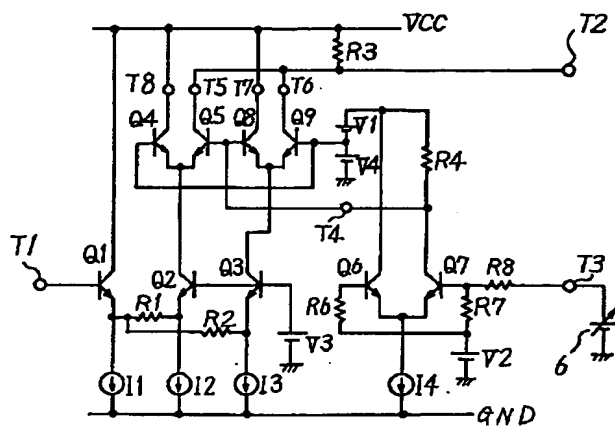 VCC
T2
R3
T8 T5 T7 T6
Q4 Q5 Q8 Q9
V1
V4
R4
T4
T1
Q1 Q2 Q3
Q6 Q7
R8 T3
R1
R2
R6 R7
V3
V2
6
I1 I2 I3 I4
GND